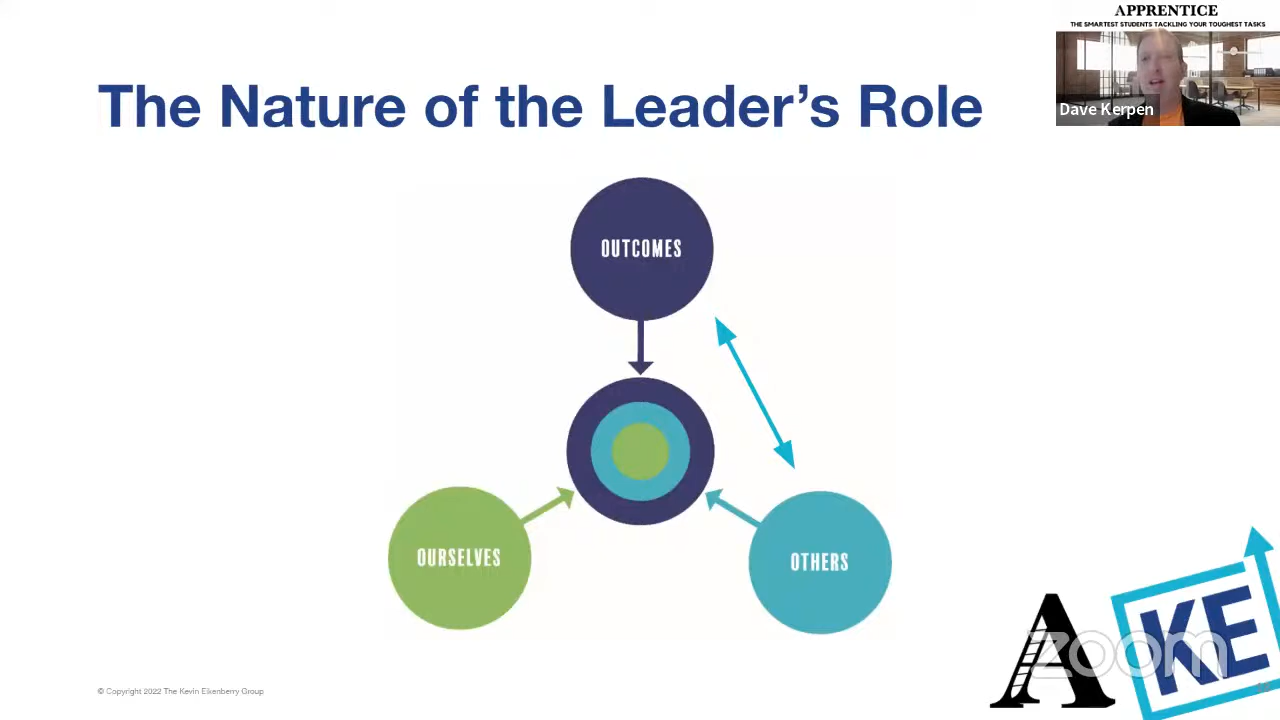 APPRENTICE
THE SMARTEST STUDENTS TACKLING YOUR TOUGHEST TASKS
Dave Kerpen
The Nature of the Leader's Role
OUTCOMES
OURSELVES
OTHERS
A
KE
zoom
© Copyright 2022 The Kevin Eikenberry Group